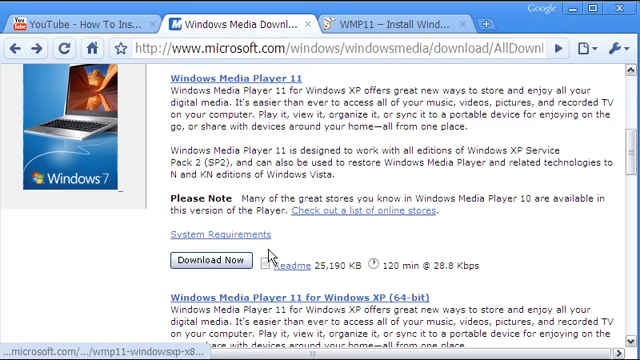 Google
YouTube - How To Ins...
Windows Media Downl...
WMP11 – Install Wind...
http://www.microsoft.com/windows/windowsmedia/download/AllDownl
Windows Media Player 11
Windows Media Player 11 for Windows XP offers great new ways to store and enjoy all your
digital media. It's easier than ever to access all of your music, videos, pictures, and recorded TV
on your computer. Play it, view it, organize it, or sync it to a portable device for enjoying on the
go, or share with devices around your home—all from one place.
Windows Media Player 11 is designed to work with all editions of Windows XP Service
Pack 2 (SP2), and can also be used to restore Windows Media Player and related technologies to
N and KN editions of Windows Vista.
Windows 7
Please Note Many of the great stores you know in Windows Media Player 10 are available in
this version of the Player. Check out a list of online stores.
System Requirements
Download Now
Readme 25,190 KB 120 min @ 28.8 Kbps
Windows Media Player 11 for Windows XP (64-bit)
Windows Media Player 11 for Windows XP offers great new ways to store and enjoy all your
digital media. It's easier than ever to access all of your music, videos, pictures, and recorded TV
on your computer. Play it, view it, organize it, or sync it to a portable device for enjoying on the
.microsoft.com/.../wmp11-windowsxp-x8...